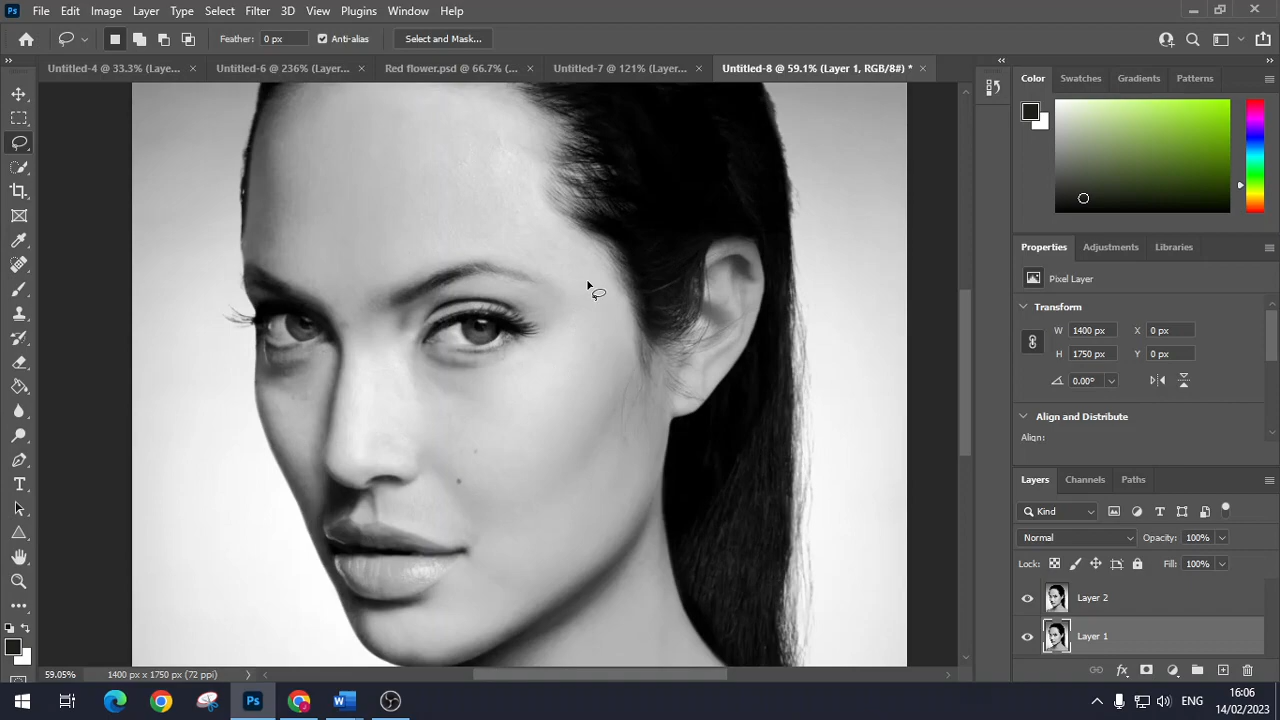 Ps File Edit Image Layer Type Select Filter 3D View Plugins Window Help
Feather: 0 px Anti-alias Select and Mask...
Untitled-4 @ 33.3% (Laye... × Untitled-6 @ 236% (Layer... × Red flower.psd @ 66.7% (... × Untitled-7 @ 121% (Layer... × Untitled-8 @ 59.1% (Layer 1, RGB/8#) * ×
Color Swatches Gradients Patterns
Properties Adjustments Libraries
Pixel Layer
Transform
W 1400 px X 0 px
H 1750 px Y 0 px
0.00°
Align and Distribute
Align:
Layers Channels Paths
Kind
Normal Opacity: 100%
Lock: Fill: 100%
Layer 2
Layer 1
59.05% 1400 px x 1750 px (72 ppi)
Ps W ENG 16:06
14/02/2023